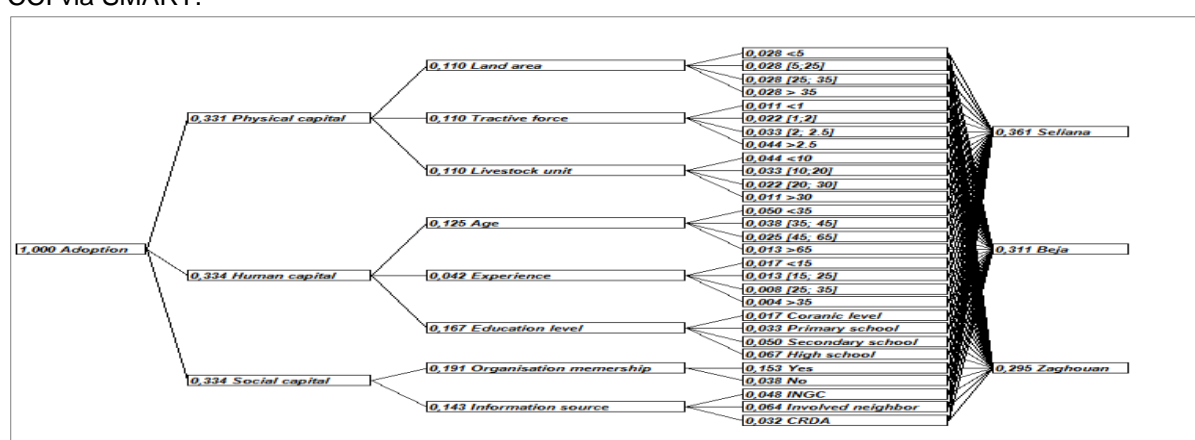 CCI via SMART.
0,028 <5
0,110 Land area
0,028 [5;25]
0,028 [25; 35]
0,028 > 35
0,011 <1
0,331 Physical capital
0,110 Tractive force
0,022 [1;2]
0,033 [2; 2.5]
0,361 Seliana
0,044 >2.5
0,044 <10
0,110 Livestock unit
0,033 [10;20]
0,022 [20; 30]
0,011 >30
0,050 <35
0,125 Age
0,038 [35; 45]
0,025 [45; 65]
1,000 Adoption
0,013 >65
0,311 Beja
0,017 <15
0,334 Human capital
0,042 Experience
0,013 [15; 25]
0,008 [25; 35]
0,004 >35
0,017 Coranic level
0,167 Education level
0,033 Primary school
0,050 Secondary school
0,067 High school
0,191 Organisation memership
0,153 Yes
0,295 Zaghouan
0,334 Social capital
0,038 No
0,048 INGC
0,143 Information source
0,064 Involved neighbor
0,032 CRDA